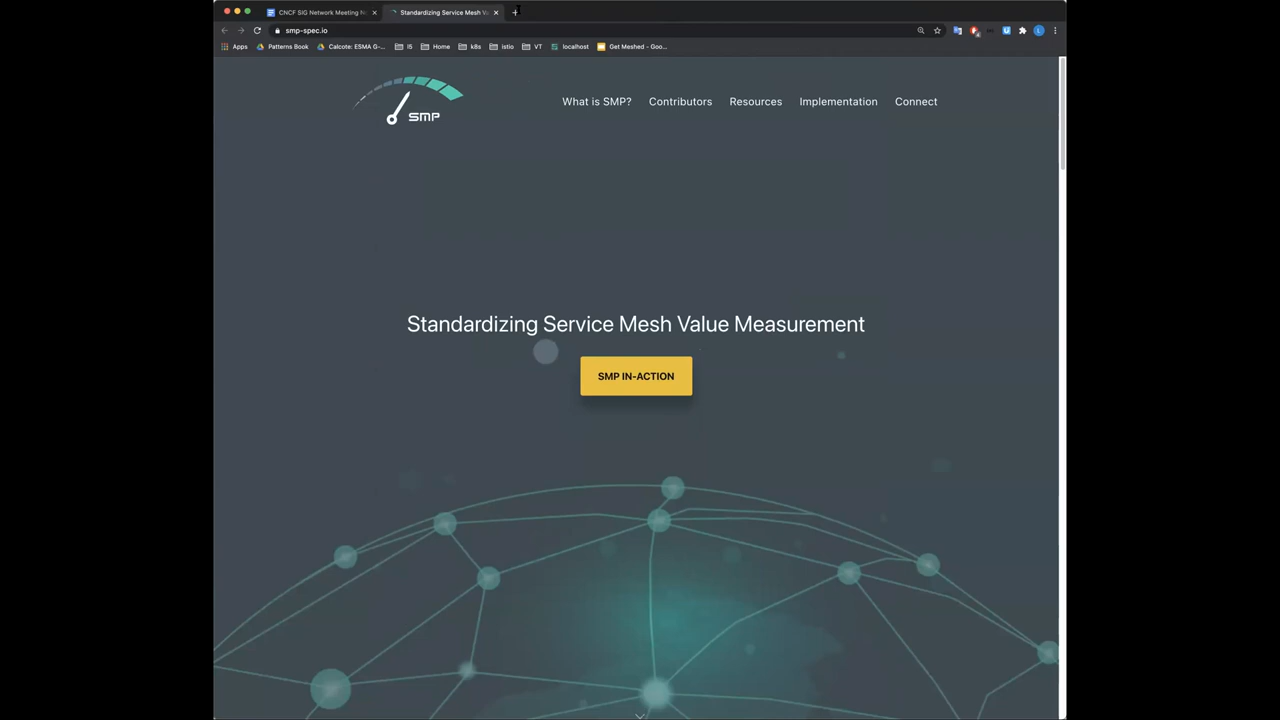 CNCF SIG Network Meeting N
Standardizing Service Mesh Va
smp-spec.io
Apps
Patterns Book
Calcote: ESMA G-...
l5
Home
k8s
istio
VT
localhost
Get Meshed - Goo...
L
SMP
What is SMP?
Contributors
Resources
Implementation
Connect
Standardizing Service Mesh Value Measurement
SMP IN-ACTION